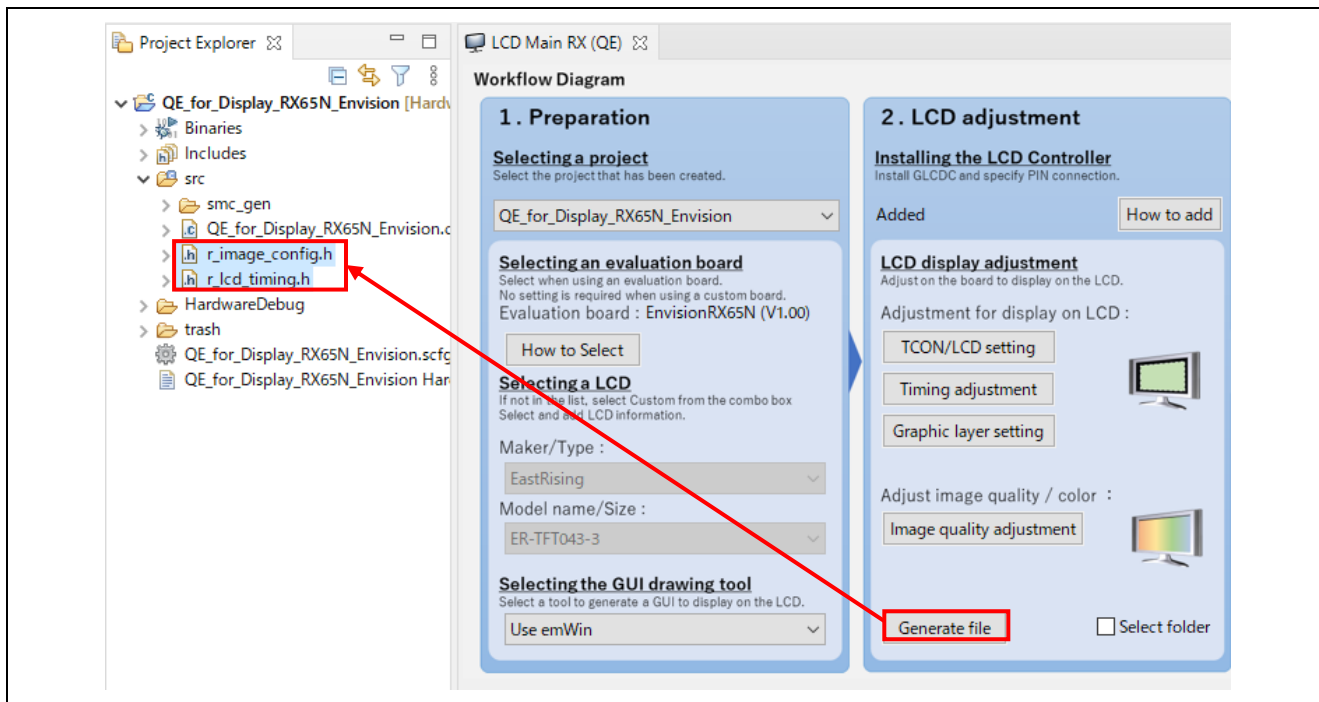 Project Explorer
QE_for_Display_RX65N_Envision [Hardw
Binaries
Includes
src
smc_gen
QE_for_Display_RX65N_Envision.c
r_image_config.h
r_lcd_timing.h
HardwareDebug
trash
QE_for_Display_RX65N_Envision.scfg
QE_for_Display_RX65N_Envision Har
LCD Main RX (QE)
Workflow Diagram
1. Preparation
Selecting a project
Select the project that has been created.
QE_for_Display_RX65N_Envision
Selecting an evaluation board
Select when using an evaluation board.
No setting is required when using a custom board.
Evaluation board : EnvisionRX65N (V1.00)
How to Select
Selecting a LCD
If not in the list, select Custom from the combo box
Select and add LCD information.
Maker/Type :
EastRising
Model name/Size :
ER-TFT043-3
Selecting the GUI drawing tool
Select a tool to generate a GUI to display on the LCD.
Use emWin
2. LCD adjustment
Installing the LCD Controller
Install GLCDC and specify PIN connection.
Added
How to add
LCD display adjustment
Adjust on the board to display on the LCD.
Adjustment for display on LCD :
TCON/LCD setting
Timing adjustment
Graphic layer setting
Adjust image quality / color :
Image quality adjustment
Generate file
Select folder